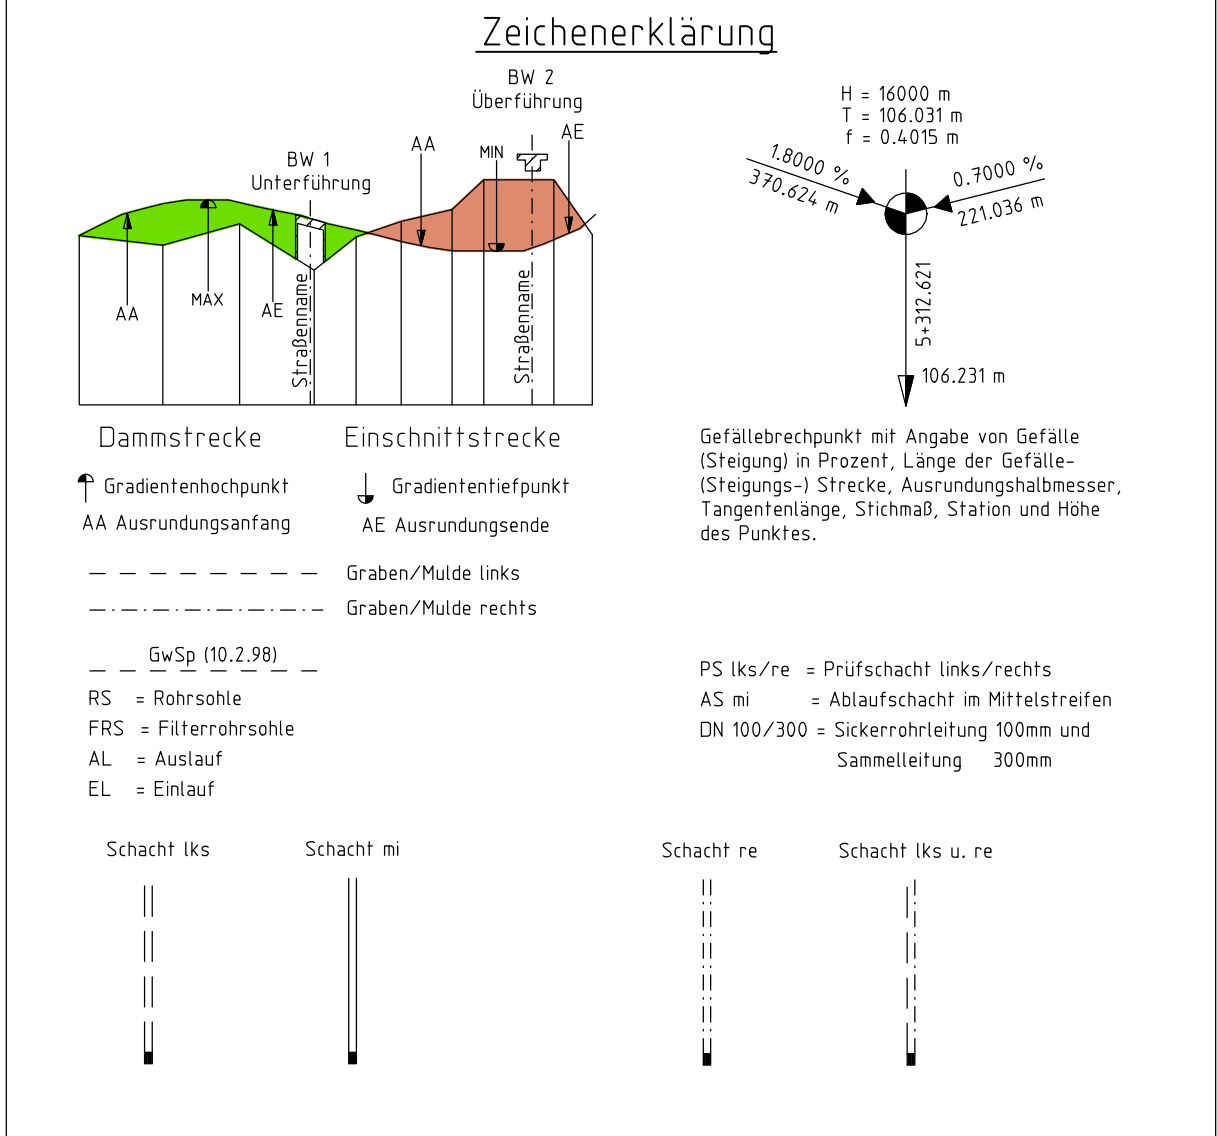 Zeichenerklärung
BW 2
Überführung
BW 1
Unterführung
AA
MIN
AE
AA
MAX
AE
Straßenname
Straßenname
H = 16000 m
T = 106.031 m
f = 0.4015 m
1.8000 %
370.624 m
0.7000 %
221.036 m
5+312.621
106.231 m
Dammstrecke
Einschnittstrecke
Gradientenhochpunkt
Gradiententiefpunkt
AA Ausrundungsanfang
AE Ausrundungsende
Graben/Mulde links
Graben/Mulde rechts
Gefällebrechpunkt mit Angabe von Gefälle
(Steigung) in Prozent, Länge der Gefälle-
(Steigungs-) Strecke, Ausrundungshalbmesser,
Tangentenlänge, Stichmaß, Station und Höhe
des Punktes.
GwSp (10.2.98)
RS = Rohrsohle
FRS = Filterrohrsohle
AL = Auslauf
EL = Einlauf
PS lks/re = Prüfschacht links/rechts
AS mi = Ablaufschacht im Mittelstreifen
DN 100/300 = Sickerrohrleitung 100mm und
Sammelleitung 300mm
Schacht lks
Schacht mi
Schacht re
Schacht lks u. re